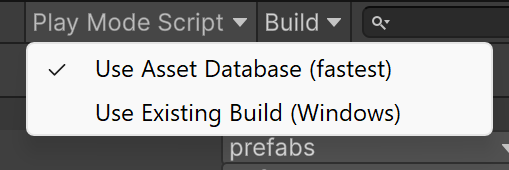 Play Mode Script Build
Use Asset Database (fastest)
Use Existing Build (Windows)
prefabs